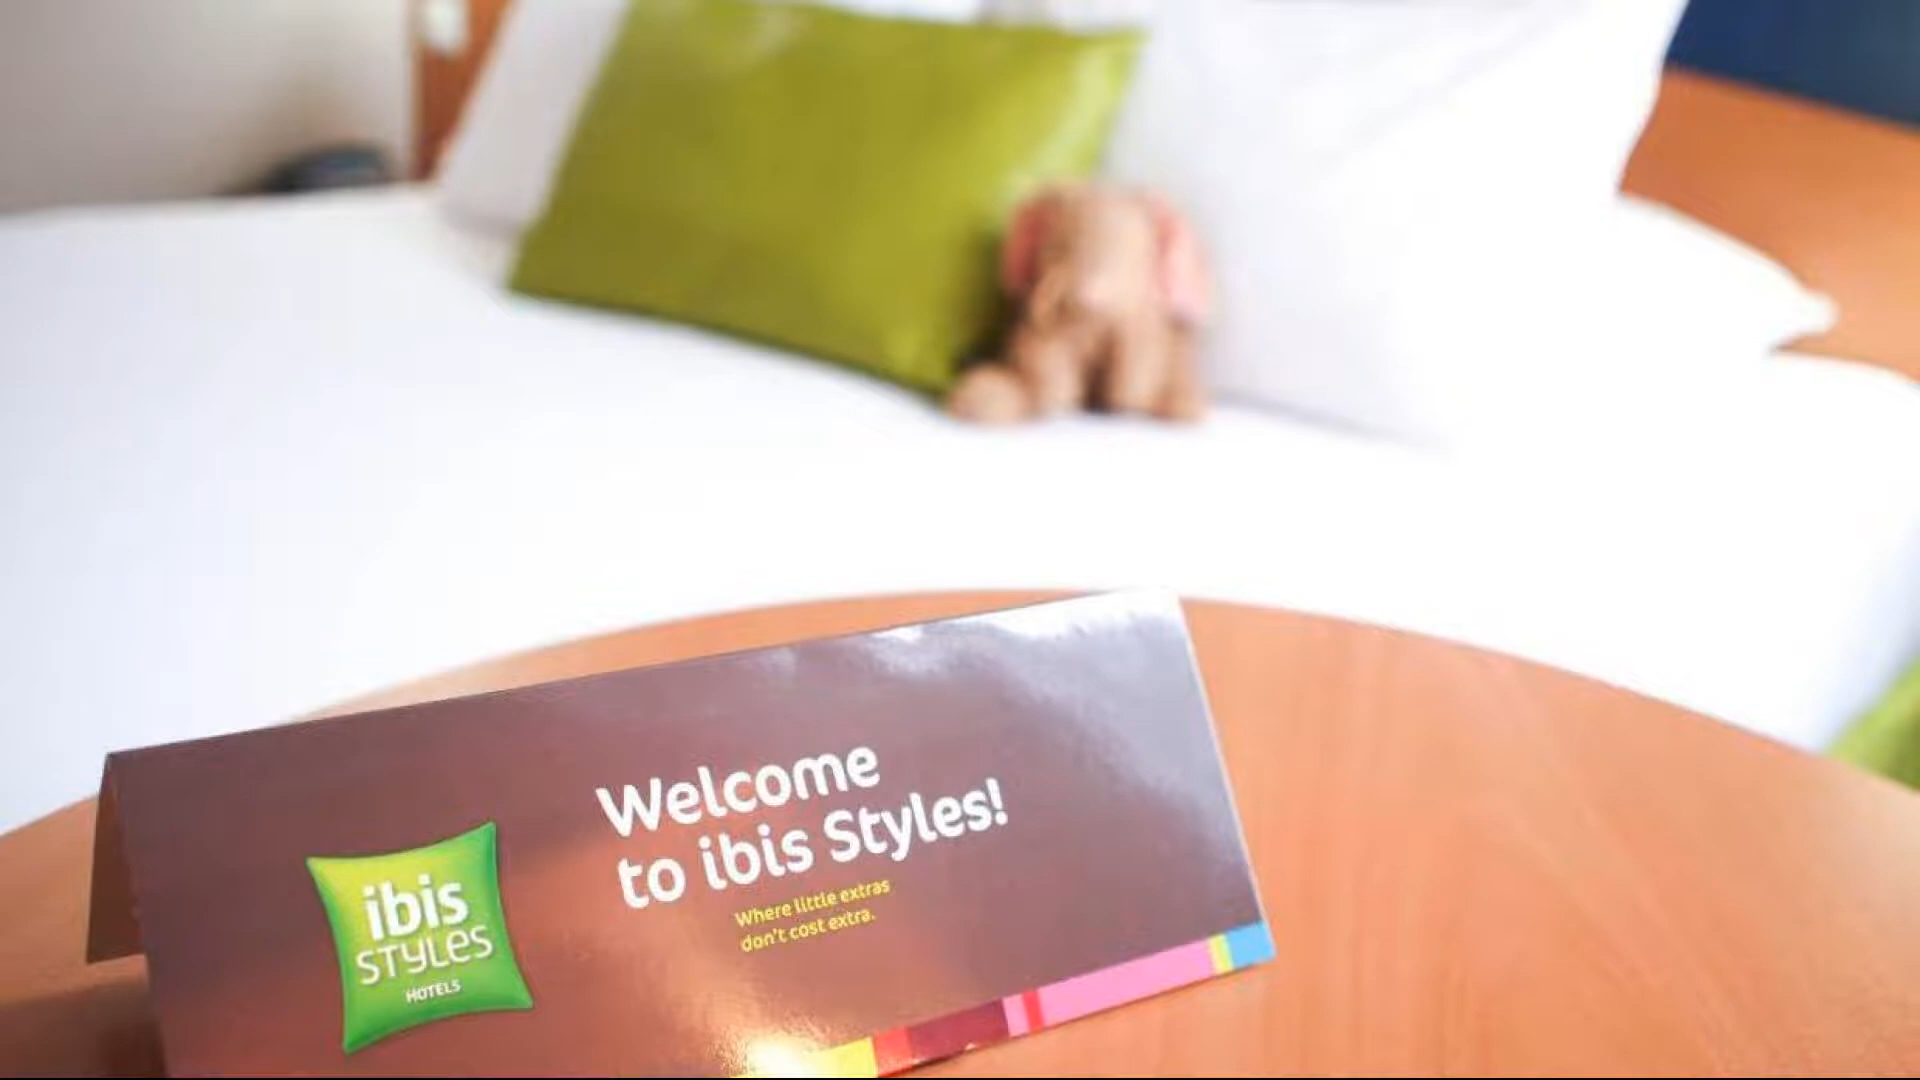 ibis
STYLES
HOTELS
Welcome
to ibis Styles!
Where little extras
don't cost extra.